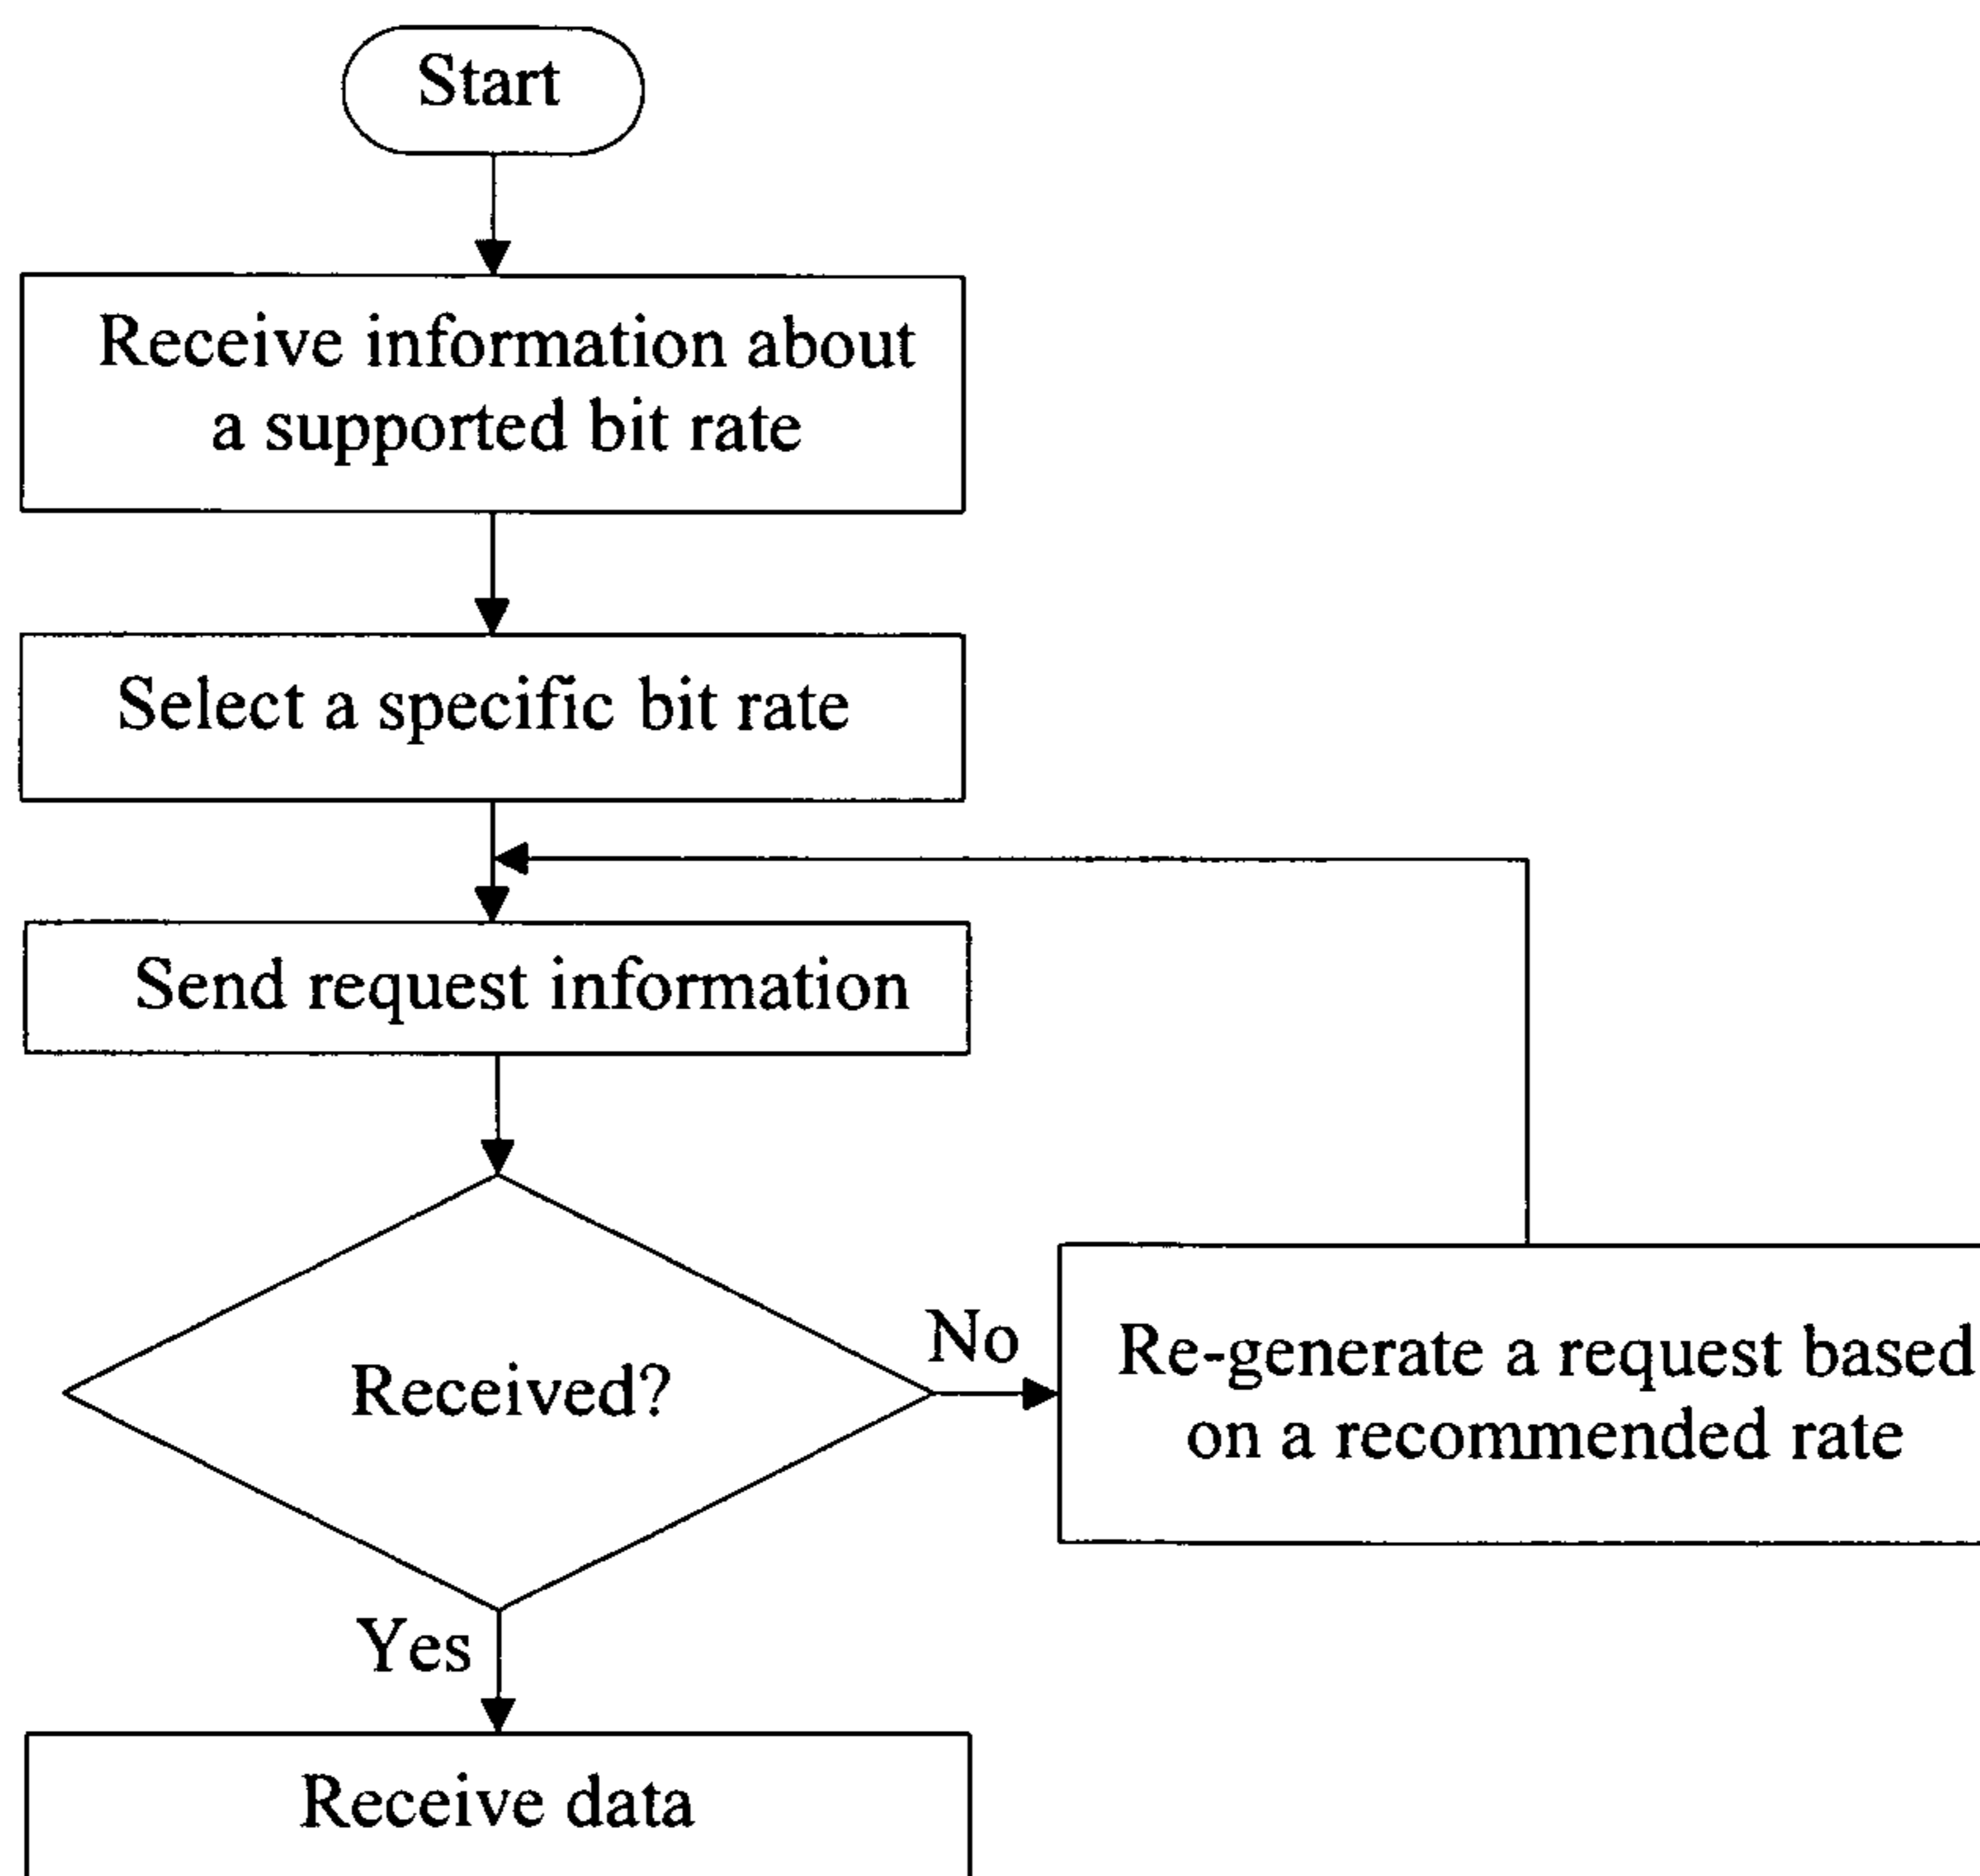 Start
Receive information about
a supported bit rate
Select a specific bit rate
Send request information
Received?
No
Re-generate a request based
on a recommended rate
Yes
Receive data